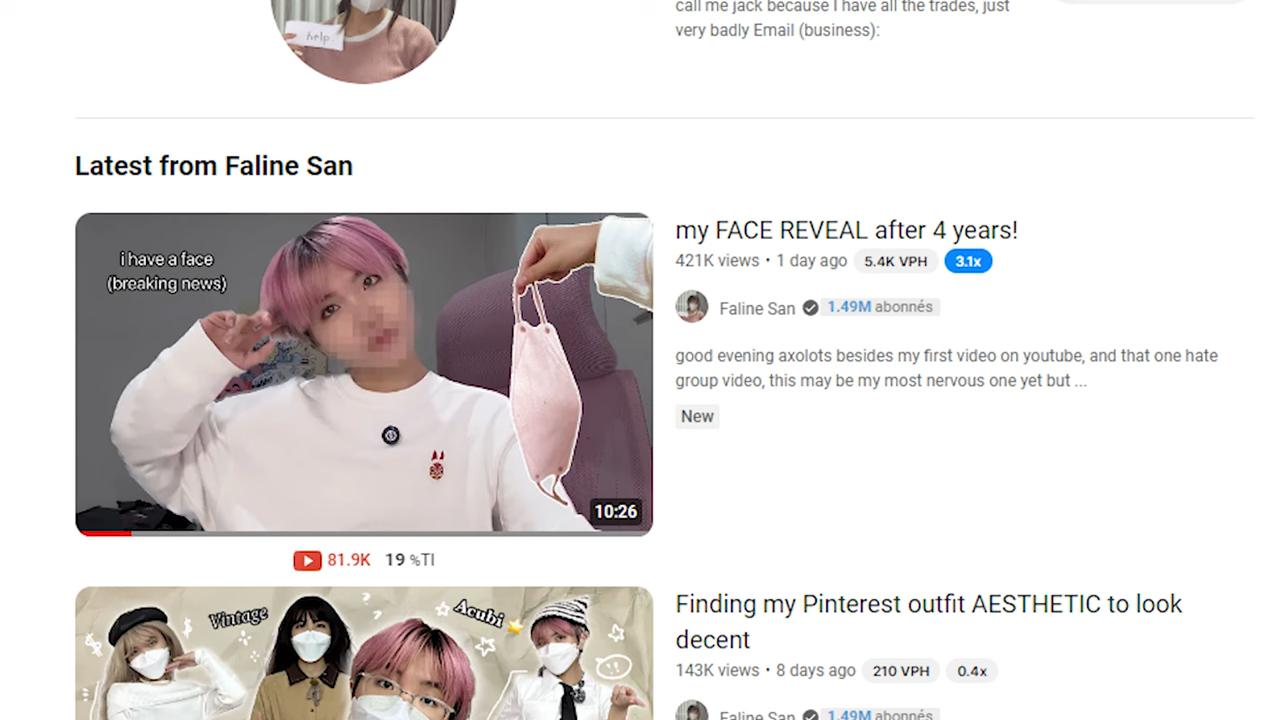 call me jack because I have all the trades, just
very badly Email (business):
help
Latest from Faline San
i have a face
(breaking news)
10:26
81.9K 19 %TI
my FACE REVEAL after 4 years!
421K views • 1 day ago 5.4K VPH 3.1x
Faline San 1.49M abonnés
good evening axolots besides my first video on youtube, and that one hate
group video, this may be my most nervous one yet but ...
New
Vintage
Acubi
Finding my Pinterest outfit AESTHETIC to look
decent
143K views • 8 days ago 210 VPH 0.4x
Faline San 1.49M abonnés